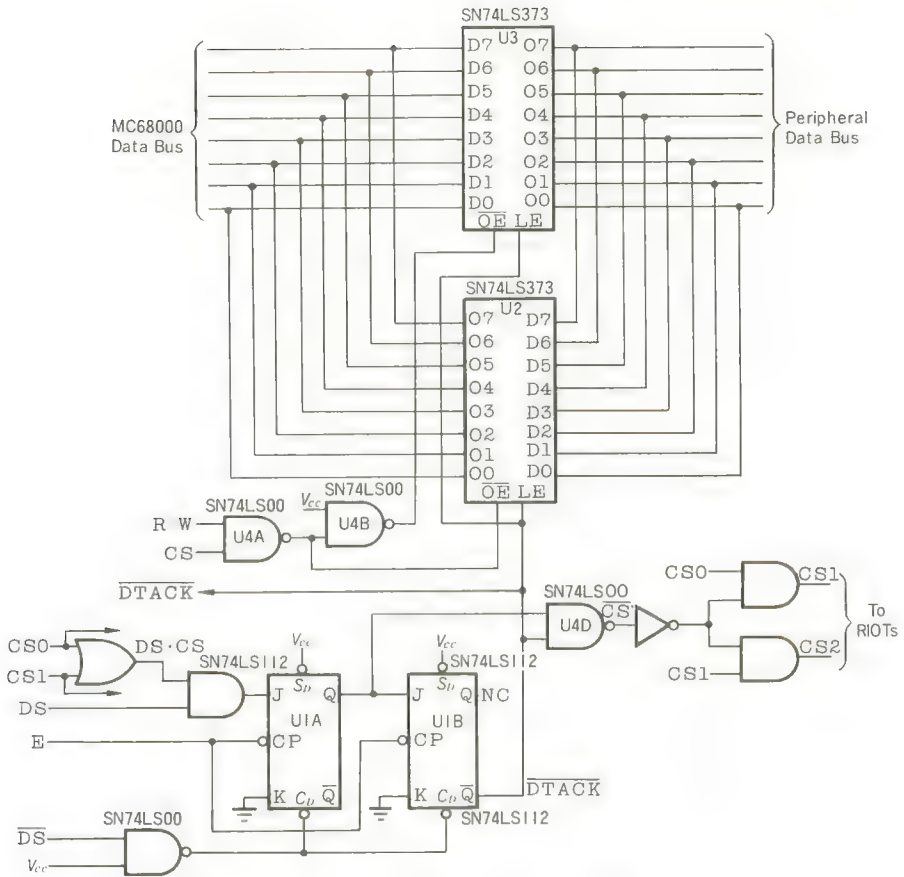 SN74LS373
U3
D7 O7
D6 O6
D5 O5
D4 O4
D3 O3
D2 O2
D1 O1
D0 O0
OE LE
MC68000
Data Bus
Peripheral
Data Bus
SN74LS373
U2
O7 D7
O6 D6
O5 D5
O4 D4
O3 D3
O2 D2
O1 D1
O0 D0
OE LE
SN74LS00
SN74LS00
Vcc
R W
CS
U4A
U4B
DTACK
SN74LS00
U4D
CS'
CS0
CS1
CS1
CS2
To
RIOTs
CS0
CS1
DS·CS
DS
SN74LS112
Vcc
J SD Q
U1A
CP
K CD Q
Vcc
SN74LS112
J SD Q NC
U1B
CP
K CD Q
DTACK
SN74LS112
E
SN74LS00
DS
Vcc